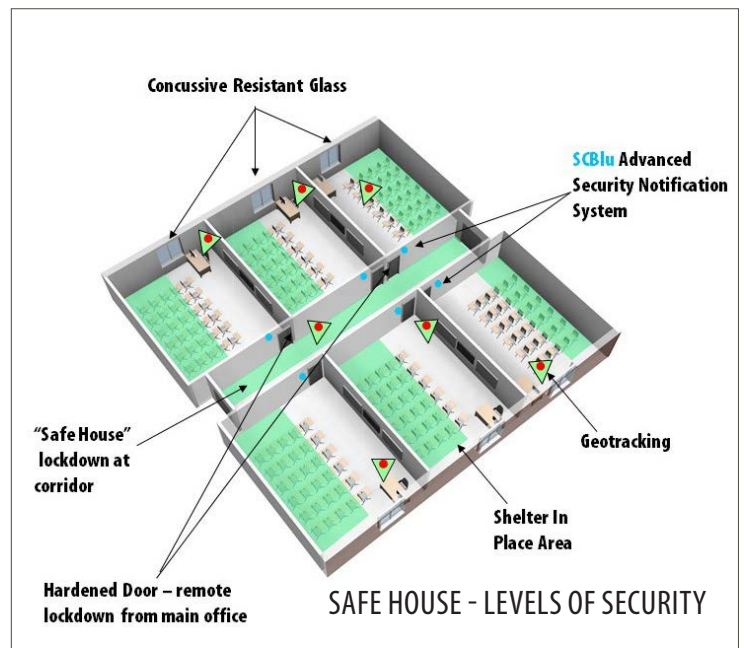 Concussive Resistant Glass
SCBlu Advanced
Security Notification
System
"Safe House"
lockdown at
corridor
Geotracking
Shelter In
Place Area
Hardened Door – remote
lockdown from main office
SAFE HOUSE - LEVELS OF SECURITY